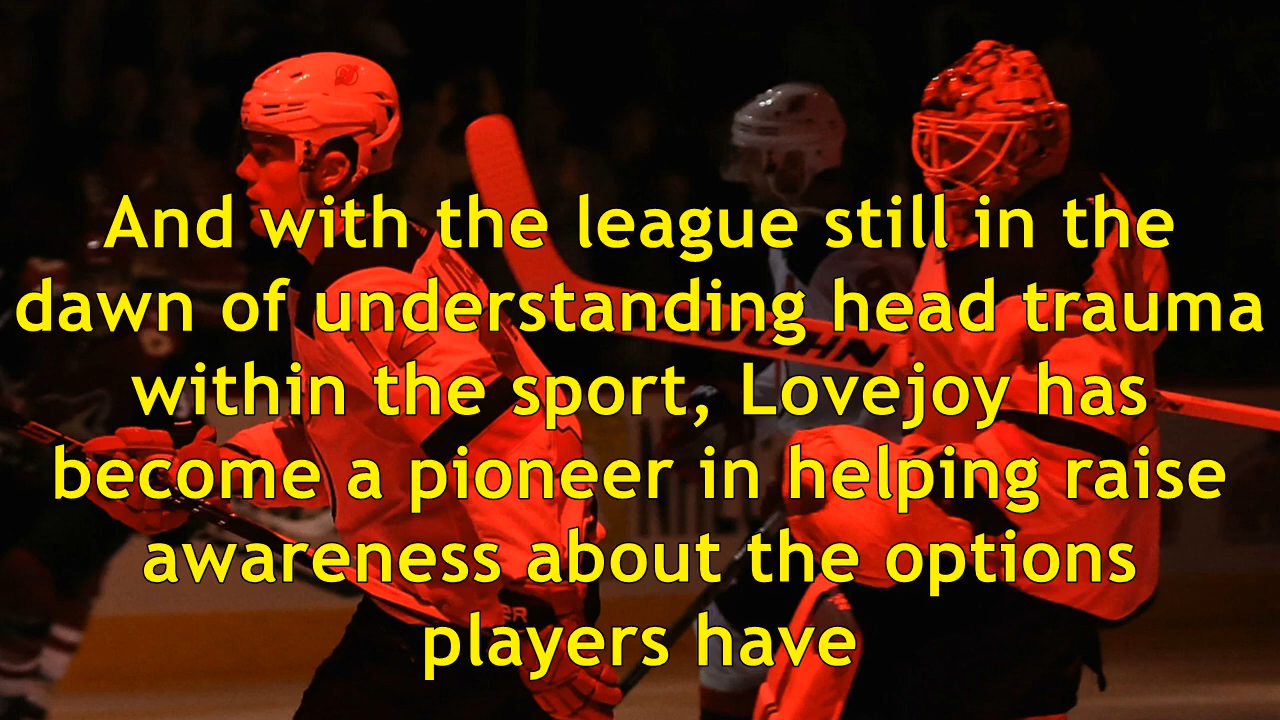 And with the league still in the
dawn of understanding head trauma
within the sport, Lovejoy has
become a pioneer in helping raise
awareness about the options
players have
12